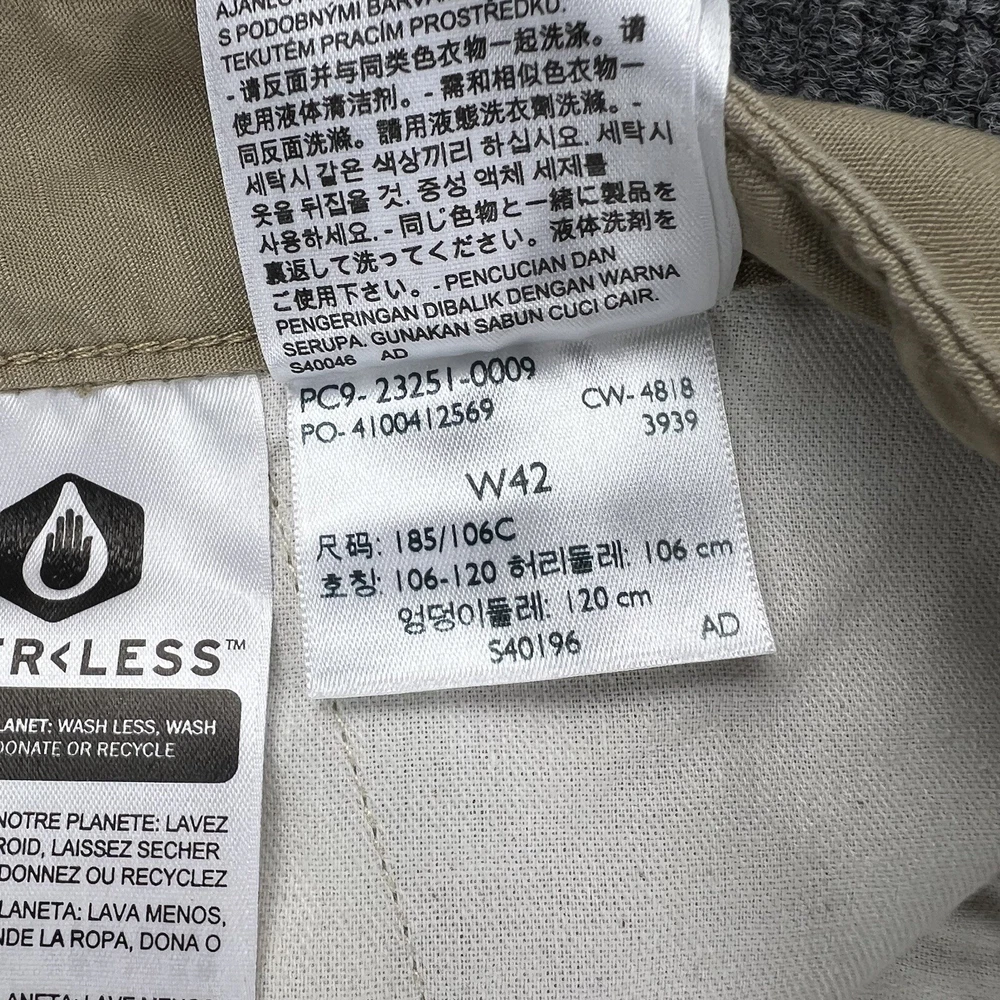 S PODOBNÝMI BARVAMI
TEKUTÉM PRACÍM PROSTŘEDKU.
- 请反面并与同类色衣物一起洗涤。请
使用液体清洁剂。- 需和相似色衣物一
同反面洗滌。請用液態洗衣劑洗滌。-
세탁시 같은 색상끼리 하십시요. 세탁시
옷을 뒤집을 것. 중성 액체 세제를
사용하세요. - 同じ色物と一緒に製品を
裏返して洗ってください。液体洗剤を
ご使用下さい。- PENCUCIAN DAN
PENGERINGAN DIBALIK DENGAN WARNA
SERUPA. GUNAKAN SABUN CUCI CAIR.
S40046 AD
PC9- 23251-0009
PO- 4100412569 CW- 4818
3939
W42
尺码: 185/106C
호칭: 106-120 허리둘레: 106 cm
엉덩이둘레: 120 cm
S40196 AD
R<LESS™
LANET: WASH LESS, WASH
DONATE OR RECYCLE
NOTRE PLANETE: LAVEZ
ROID, LAISSEZ SECHER
DONNEZ OU RECYCLEZ
LANETA: LAVA MENOS,
NDE LA ROPA, DONA O